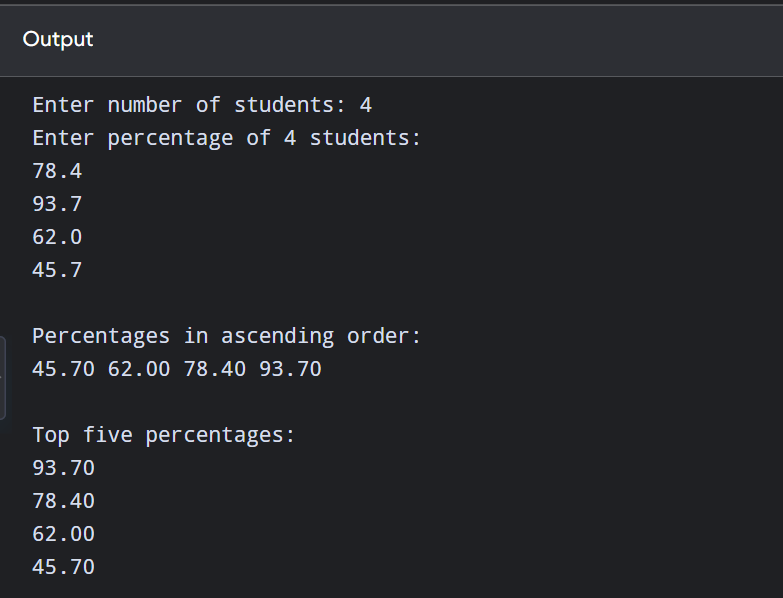 Output
Enter number of students: 4
Enter percentage of 4 students:
78.4
93.7
62.0
45.7
Percentages in ascending order:
45.70 62.00 78.40 93.70
Top five percentages:
93.70
78.40
62.00
45.70